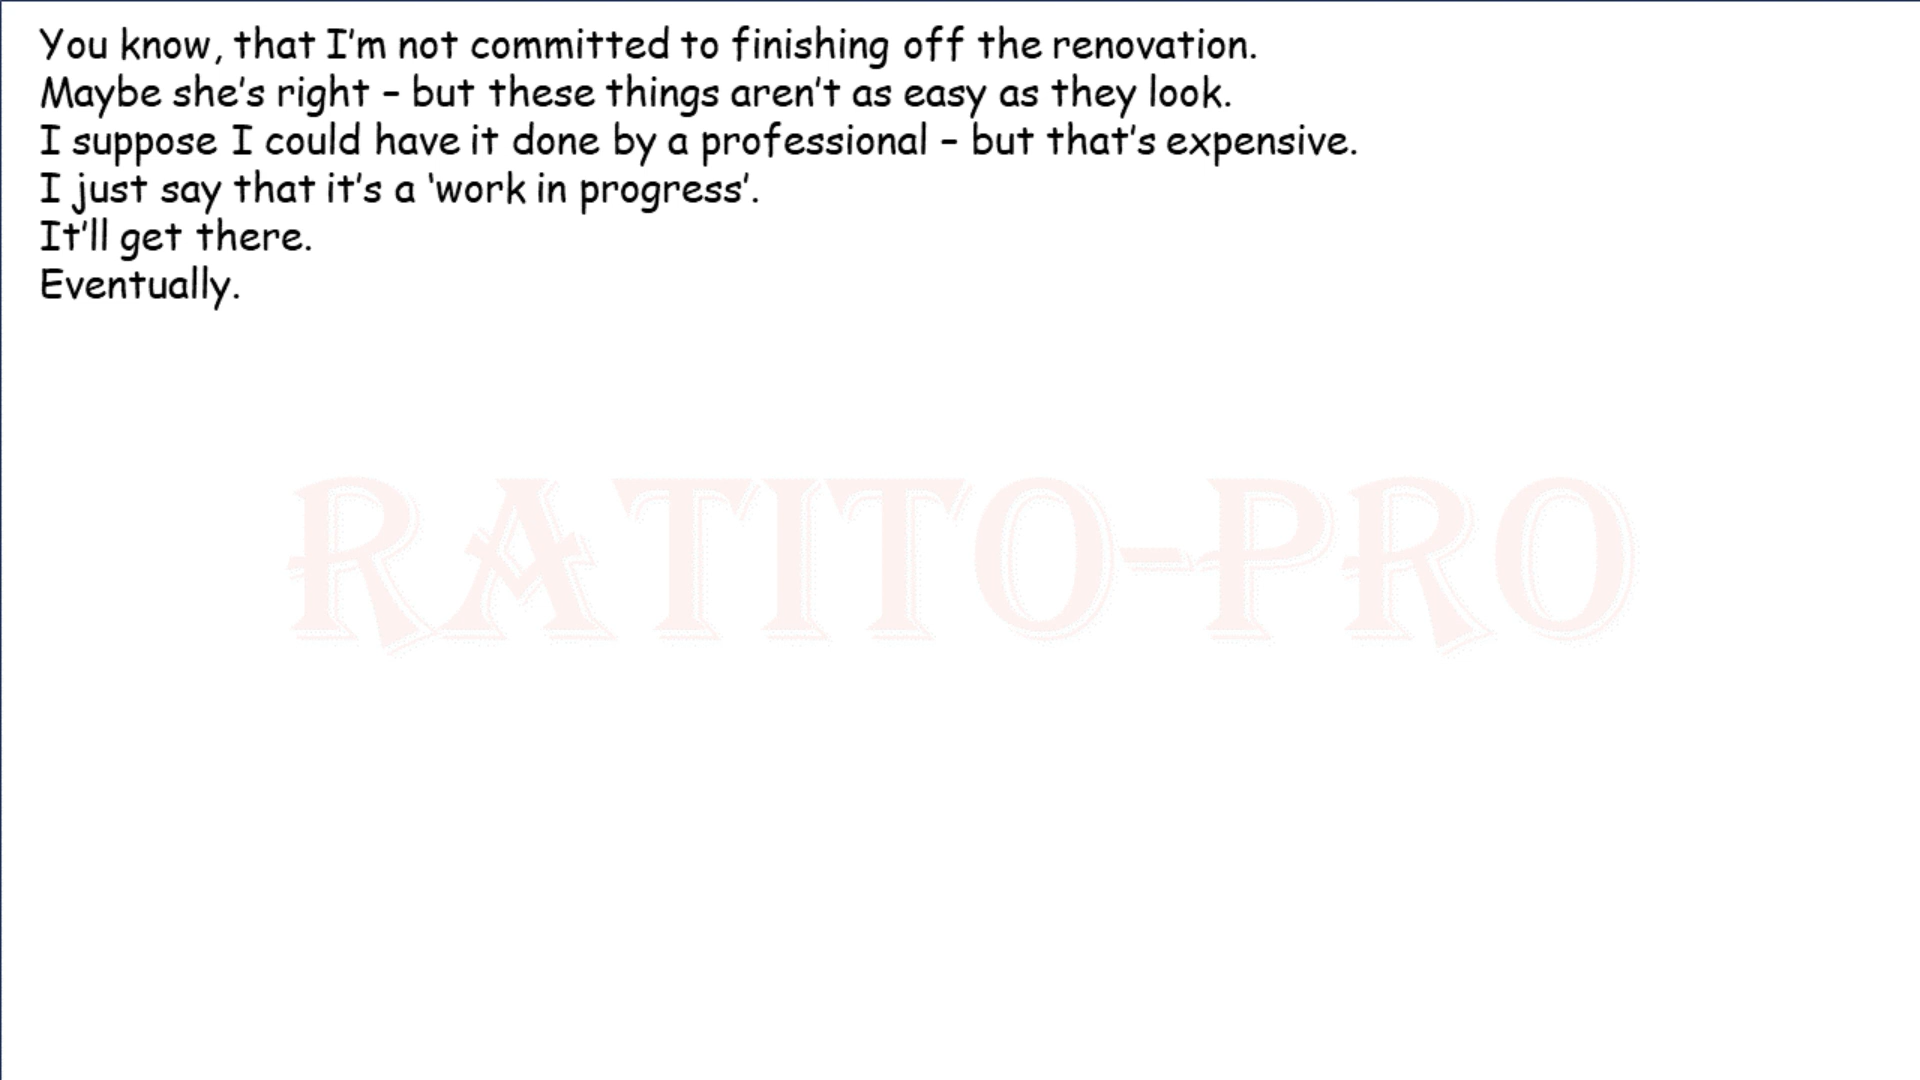 You know, that I’m not committed to finishing off the renovation.
Maybe she’s right – but these things aren’t as easy as they look.
I suppose I could have it done by a professional – but that’s expensive.
I just say that it’s a ‘work in progress’.
It’ll get there.
Eventually.
RATITO-PRO